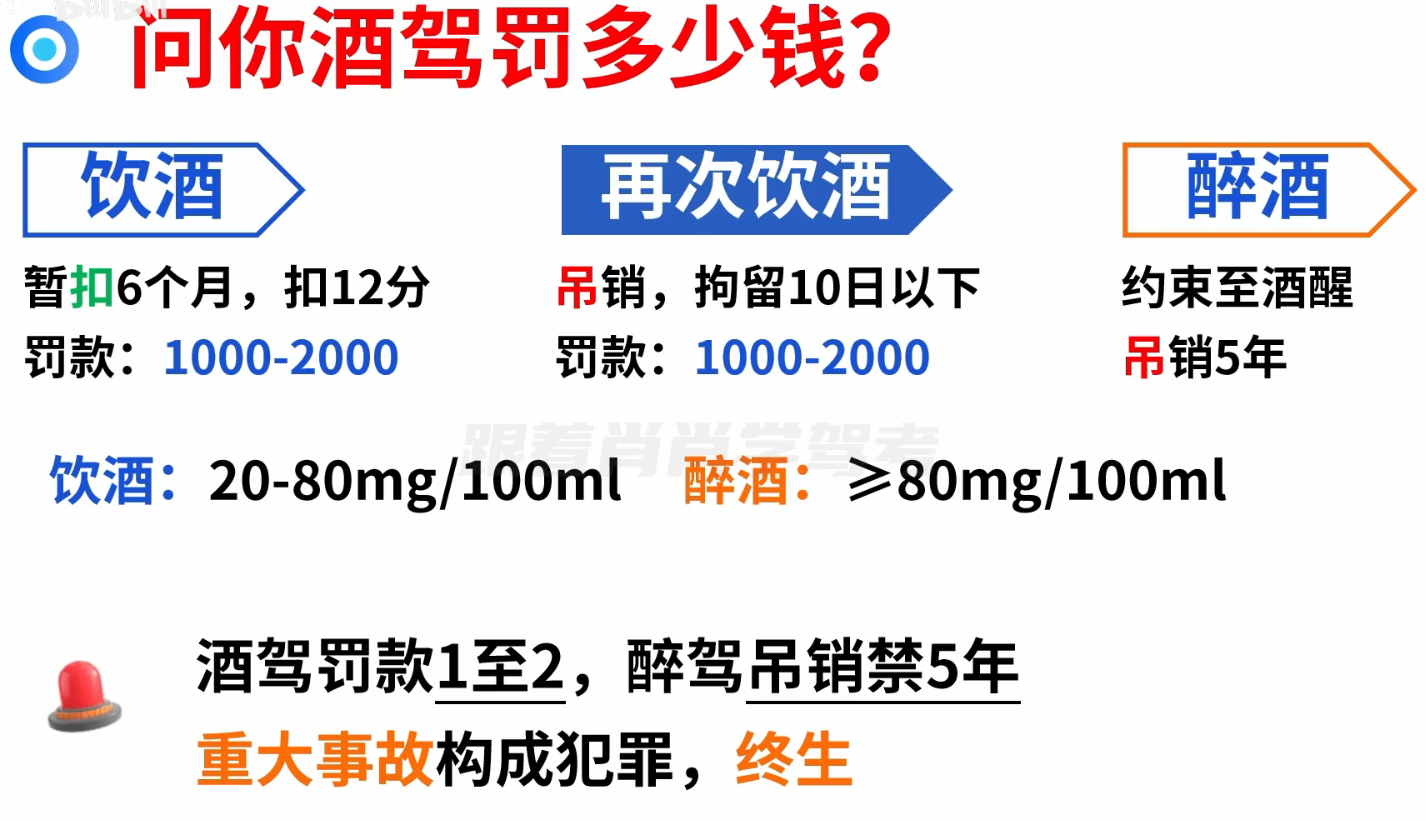 问你酒驾罚多少钱？
饮酒
暂扣6个月，扣12分
罚款：1000-2000
再次饮酒
吊销，拘留10日以下
罚款：1000-2000
醉酒
约束至酒醒
吊销5年
跟着肖肖学驾考
饮酒：20-80mg/100ml 醉酒：≥80mg/100ml
酒驾罚款1至2，醉驾吊销禁5年
重大事故构成犯罪，终生